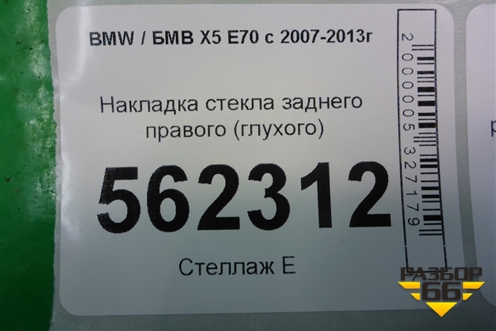 BMW / БМВ X5 E70 с 2007-2013г
Накладка стекла заднего
правого (глухого)
562312
Стеллаж Е
2000005327179
РАЗБОР
66